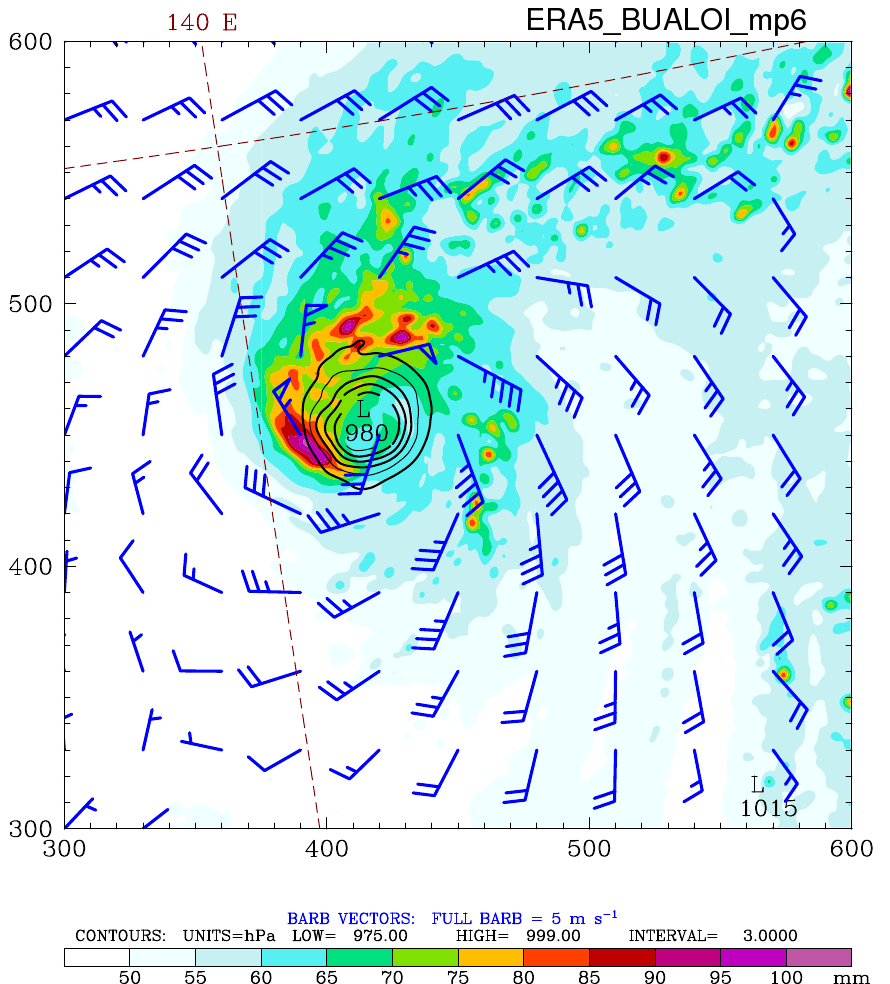 140 E ERA5_BUALOI_mp6
600
500
L
980
400
L
1015
300
300 400 500 600
BARB VECTORS: FULL BARB = 5 m s⁻¹
CONTOURS: UNITS=hPa LOW= 975.00 HIGH= 999.00 INTERVAL= 3.0000
50 55 60 65 70 75 80 85 90 95 100 mm